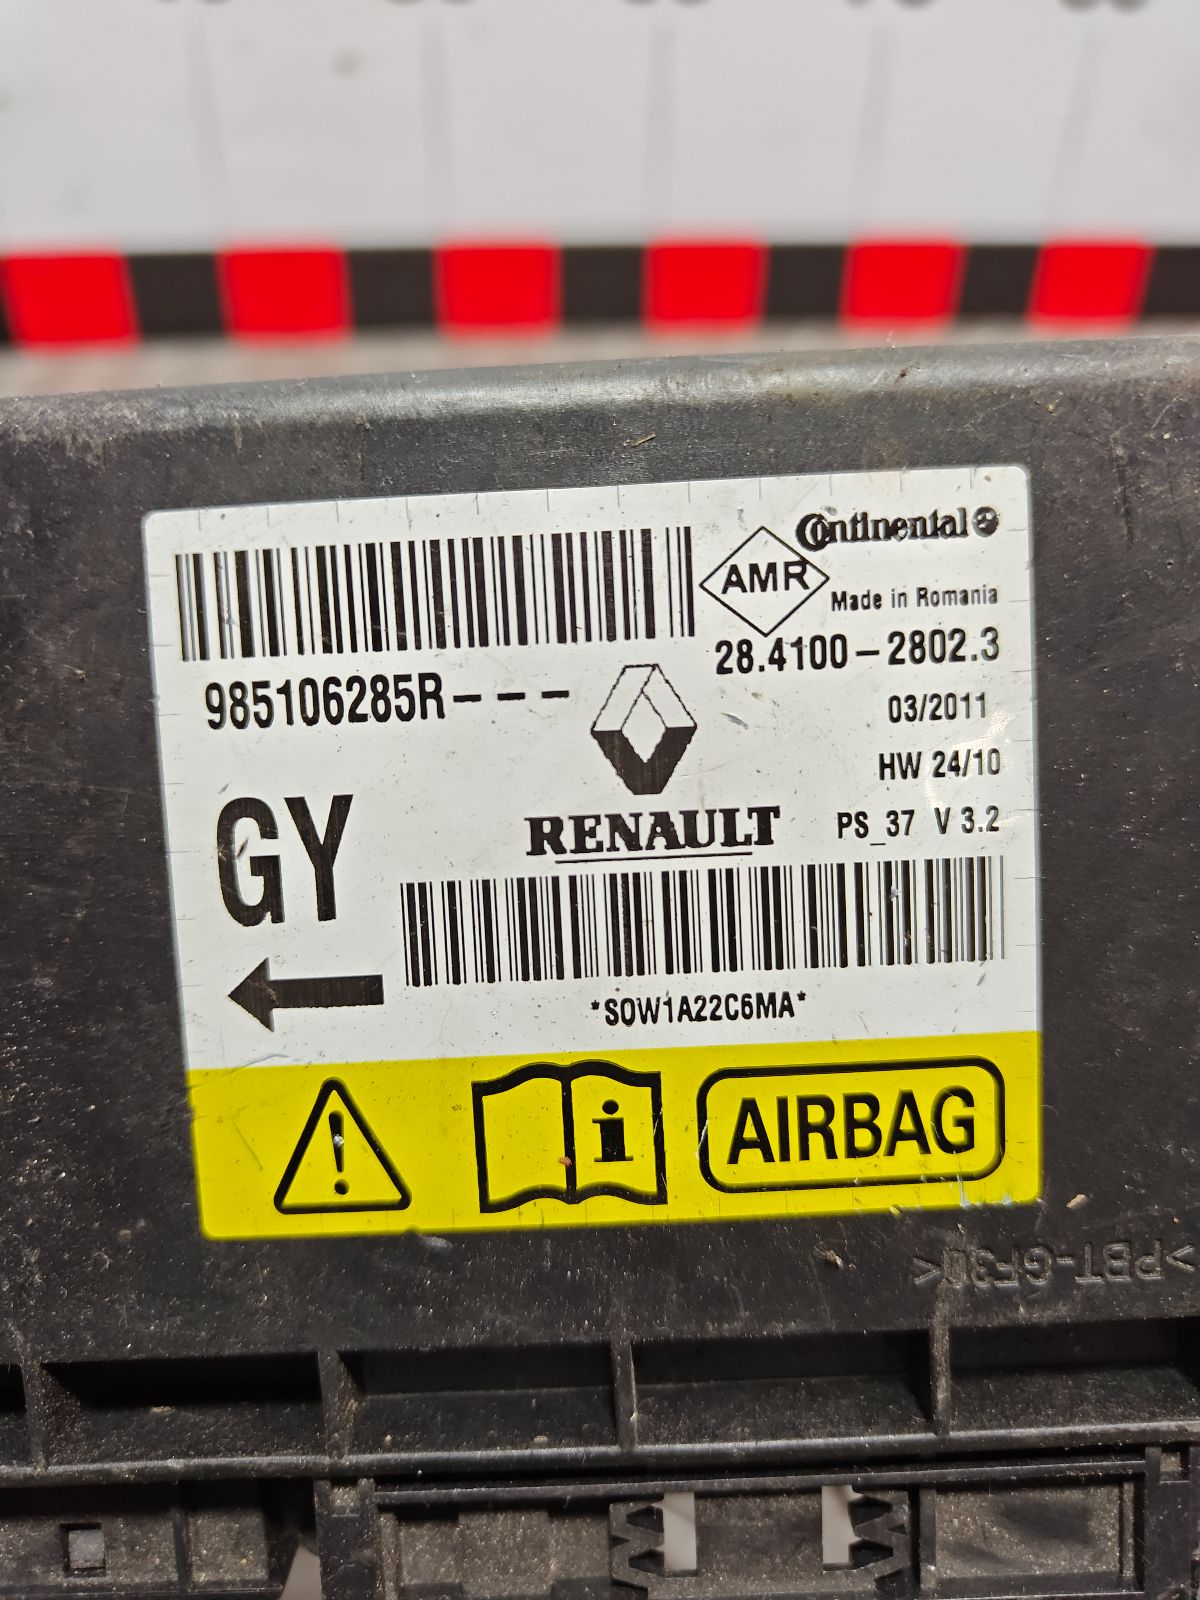 Continental
AMR
Made in Romania
28.4100-2802.3
985106285R---
03/2011
HW 24/10
GY
RENAULT
PS_37 V 3.2
*S0W1A22C6MA*
i
AIRBAG
>PBT-GF30<